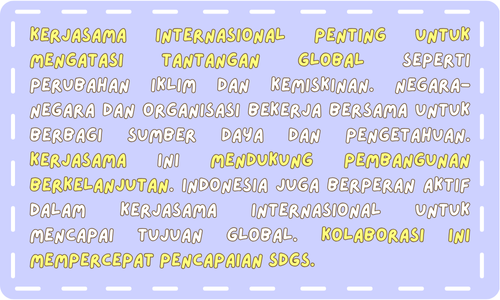 KERJASAMA INTERNASIONAL PENTING UNTUK
MENGATASI TANTANGAN GLOBAL SEPERTI
PERUBAHAN IKLIM DAN KEMISKINAN. NEGARA-
NEGARA DAN ORGANISASI BEKERJA BERSAMA UNTUK
BERBAGI SUMBER DAYA DAN PENGETAHUAN.
KERJASAMA INI MENDUKUNG PEMBANGUNAN
BERKELANJUTAN. INDONESIA JUGA BERPERAN AKTIF
DALAM KERJASAMA INTERNASIONAL UNTUK
MENCAPAI TUJUAN GLOBAL. KOLABORASI INI
MEMPERCEPAT PENCAPAIAN SDGS.